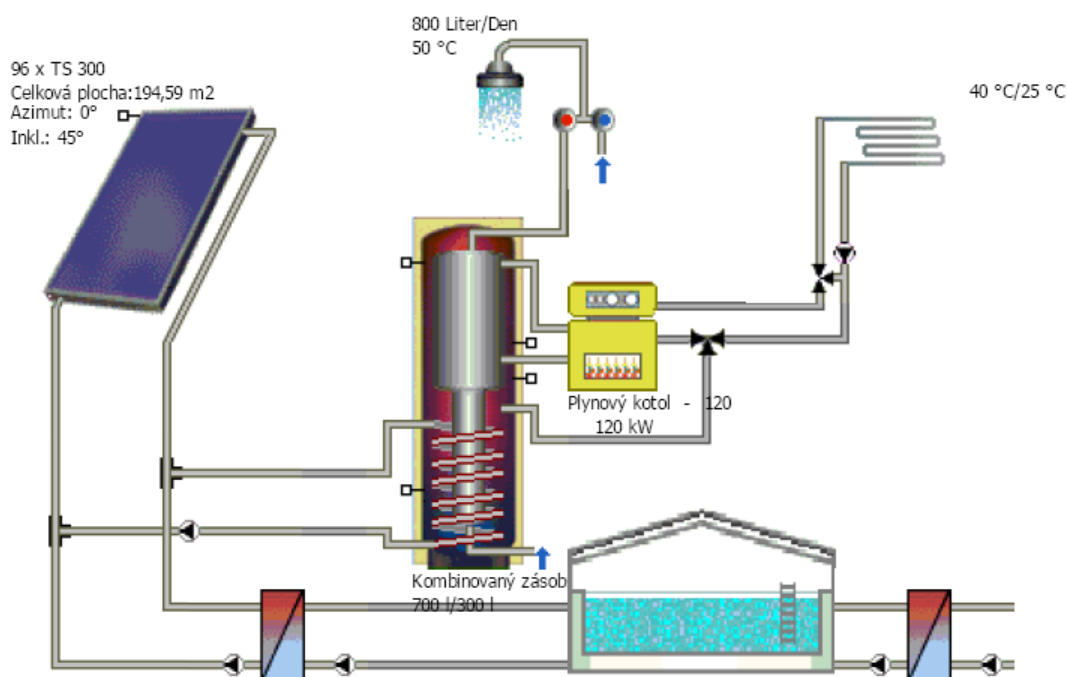 800 Liter/Den
50 °C
96 x TS 300
Celková plocha:194,59 m2
Azimut: 0°
Inkl.: 45°
40 °C/25 °C
Plynový kotol - 120
120 kW
Kombinovaný zásob
700 l/300 l